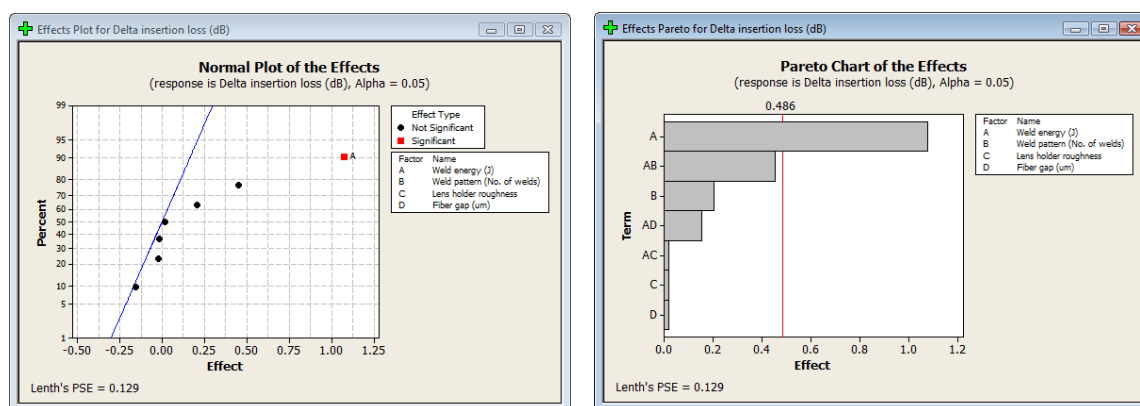 Effects Plot for Delta insertion loss (dB)
Normal Plot of the Effects
(response is Delta insertion loss (dB), Alpha = 0.05)
99
95
90
80
70
60
50
40
30
20
10
5
1
Percent
-0.50 -0.25 0.00 0.25 0.50 0.75 1.00 1.25
Effect
A
Effect Type
Not Significant
Significant
Factor Name
A Weld energy (J)
B Weld pattern (No. of welds)
C Lens holder roughness
D Fiber gap (um)
Lenth's PSE = 0.129
Effects Pareto for Delta insertion loss (dB)
Pareto Chart of the Effects
(response is Delta insertion loss (dB), Alpha = 0.05)
0.486
Term
A
AB
B
AD
AC
C
D
0.0 0.2 0.4 0.6 0.8 1.0 1.2
Effect
Factor Name
A Weld energy (J)
B Weld pattern (No. of welds)
C Lens holder roughness
D Fiber gap (um)
Lenth's PSE = 0.129